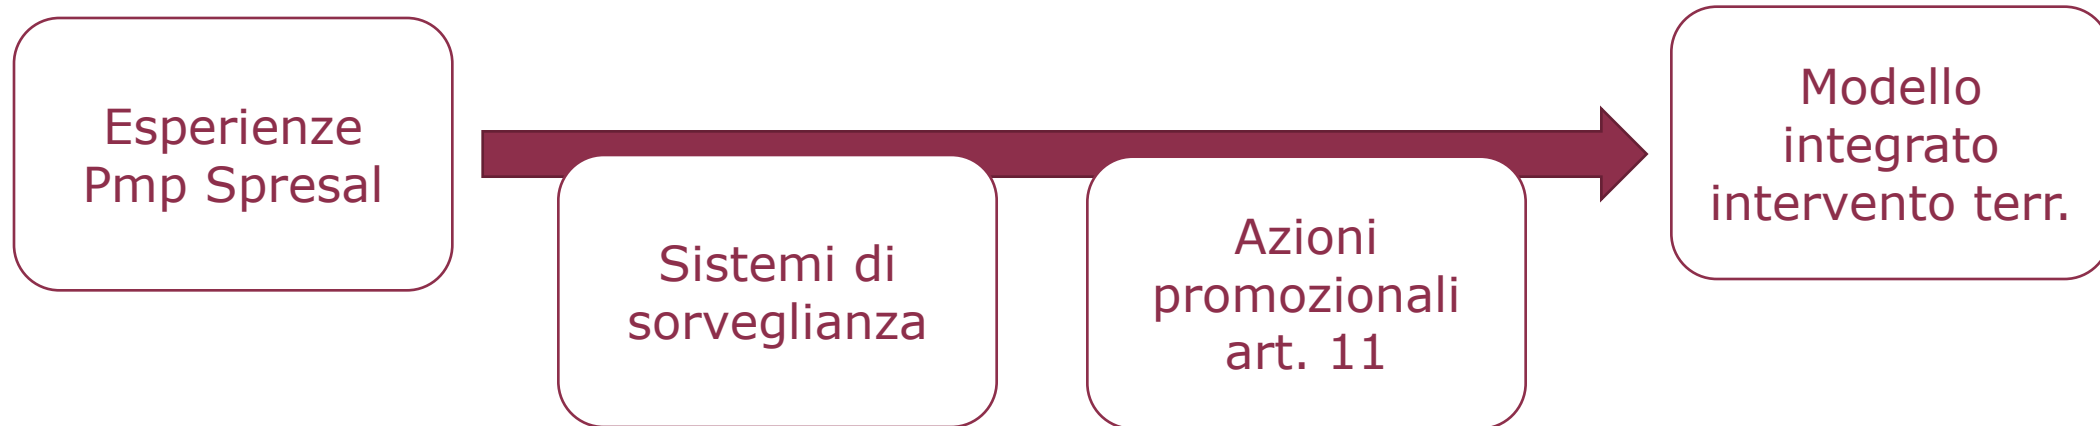 Esperienze
Pmp Spresal
Sistemi di
sorveglianza
Azioni
promozionali
art. 11
Modello
integrato
intervento terr.